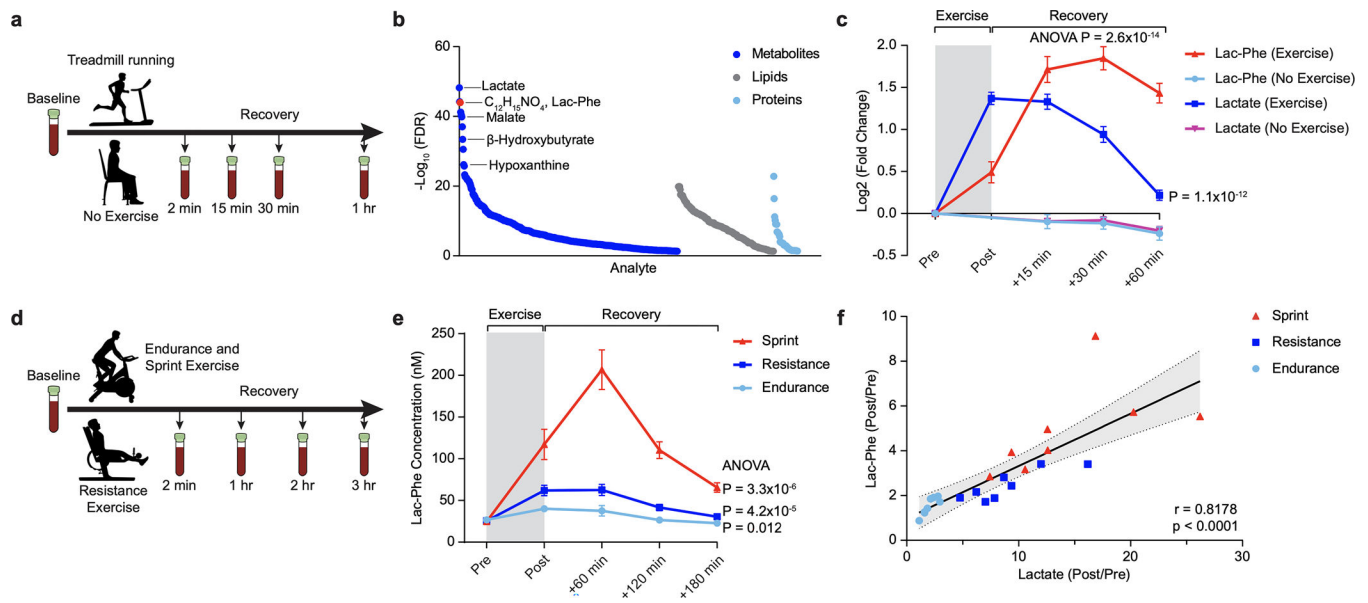 a
Treadmill running
Baseline
Recovery
No Exercise
2 min
15 min
30 min
1 hr
b
-Log10 (FDR)
60
40
20
0
Lactate
C12H15NO4, Lac-Phe
Malate
β-Hydroxybutyrate
Hypoxanthine
Metabolites
Lipids
Proteins
Analyte
c
Exercise
Recovery
ANOVA P = 2.6x10-14
Log2 (Fold Change)
2.0
1.5
1.0
0.5
0.0
-0.5
P = 1.1x10-12
Pre
Post
+15 min
+30 min
+60 min
Lac-Phe (Exercise)
Lac-Phe (No Exercise)
Lactate (Exercise)
Lactate (No Exercise)
d
Endurance and
Sprint Exercise
Baseline
Recovery
Resistance
Exercise
2 min
1 hr
2 hr
3 hr
e
Exercise
Recovery
Lac-Phe Concentration (nM)
250
200
150
100
50
0
Sprint
Resistance
Endurance
ANOVA
P = 3.3x10-6
P = 4.2x10-5
P = 0.012
Pre
Post
+60 min
+120 min
+180 min
f
Lac-Phe (Post/Pre)
10
8
6
4
2
0
0
10
20
30
Lactate (Post/Pre)
r = 0.8178
p < 0.0001
Sprint
Resistance
Endurance